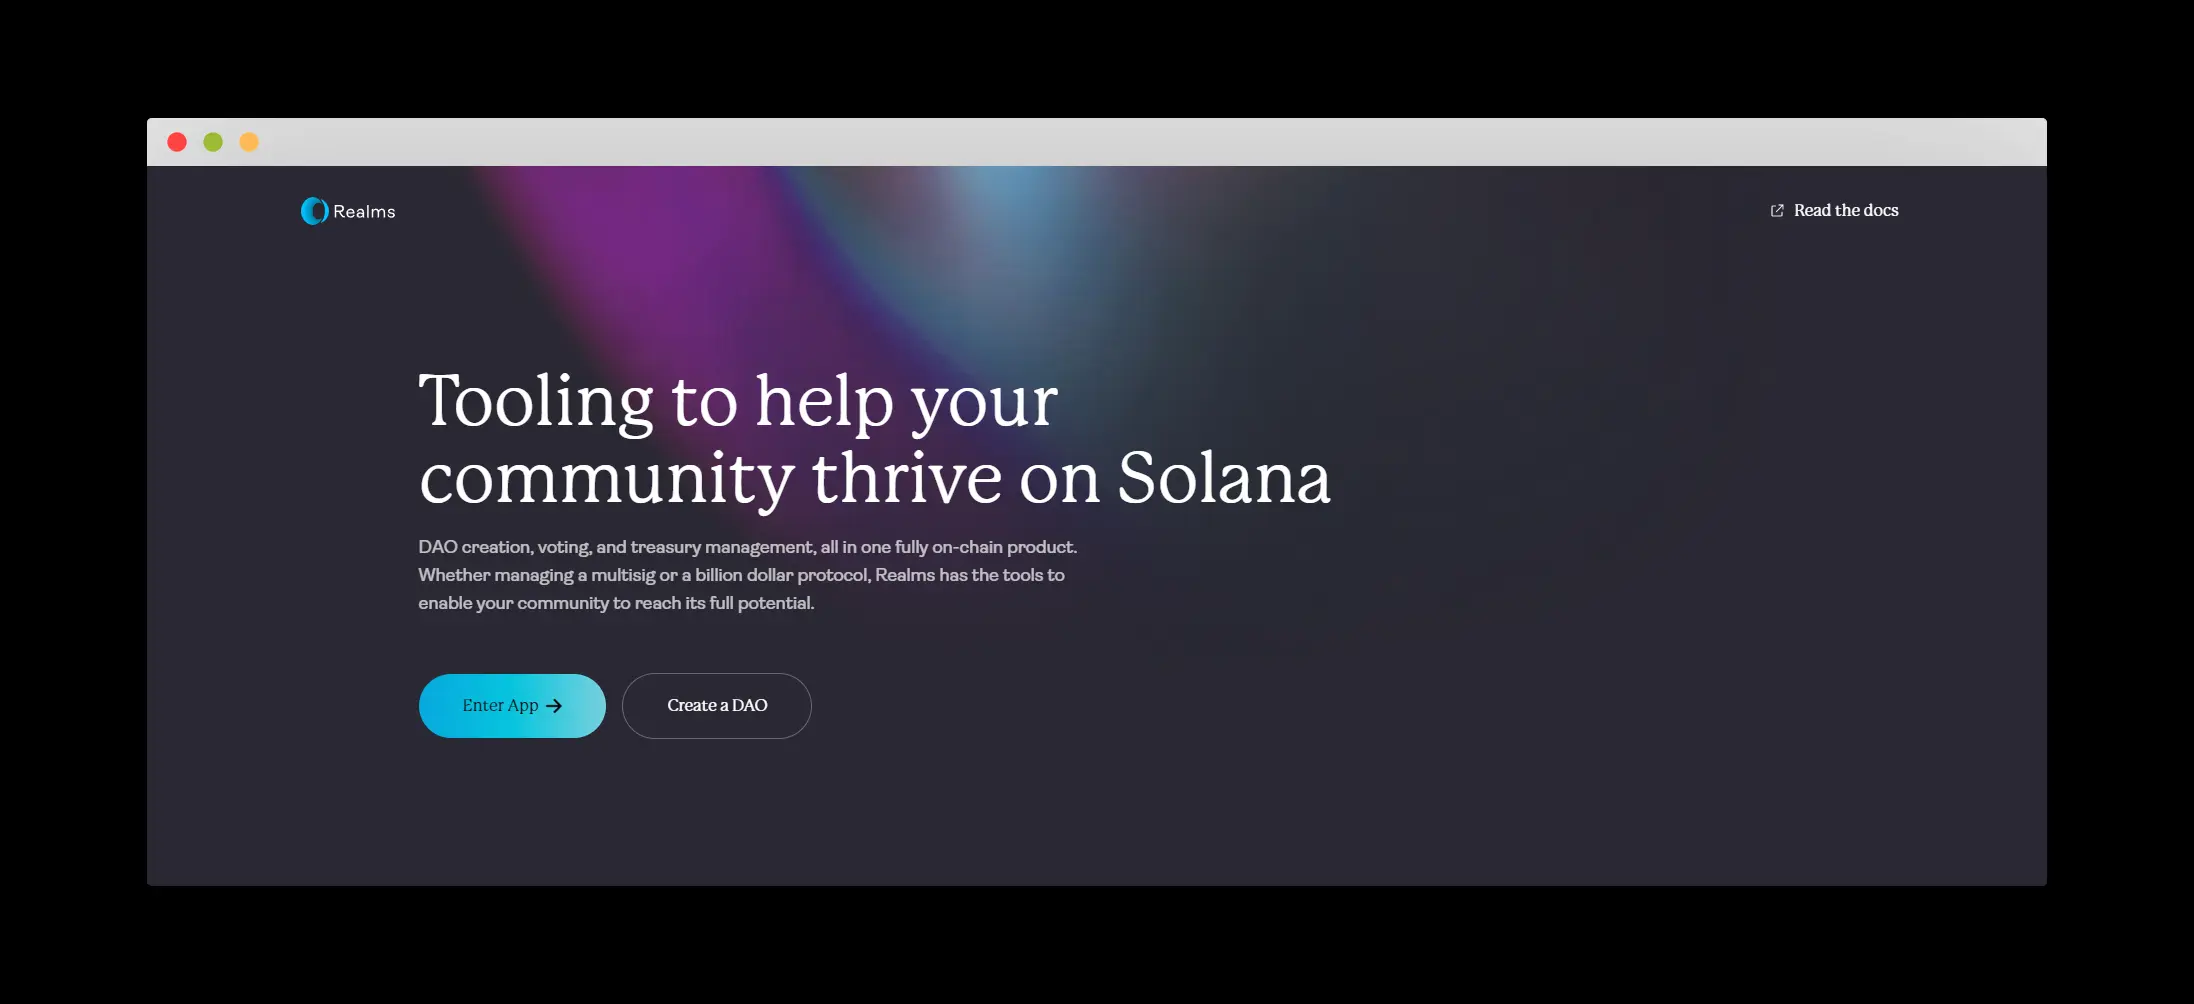 Realms
Read the docs
Tooling to help your
community thrive on Solana
DAO creation, voting, and treasury management, all in one fully on-chain product.
Whether managing a multisig or a billion dollar protocol, Realms has the tools to
enable your community to reach its full potential.
Enter App →
Create a DAO